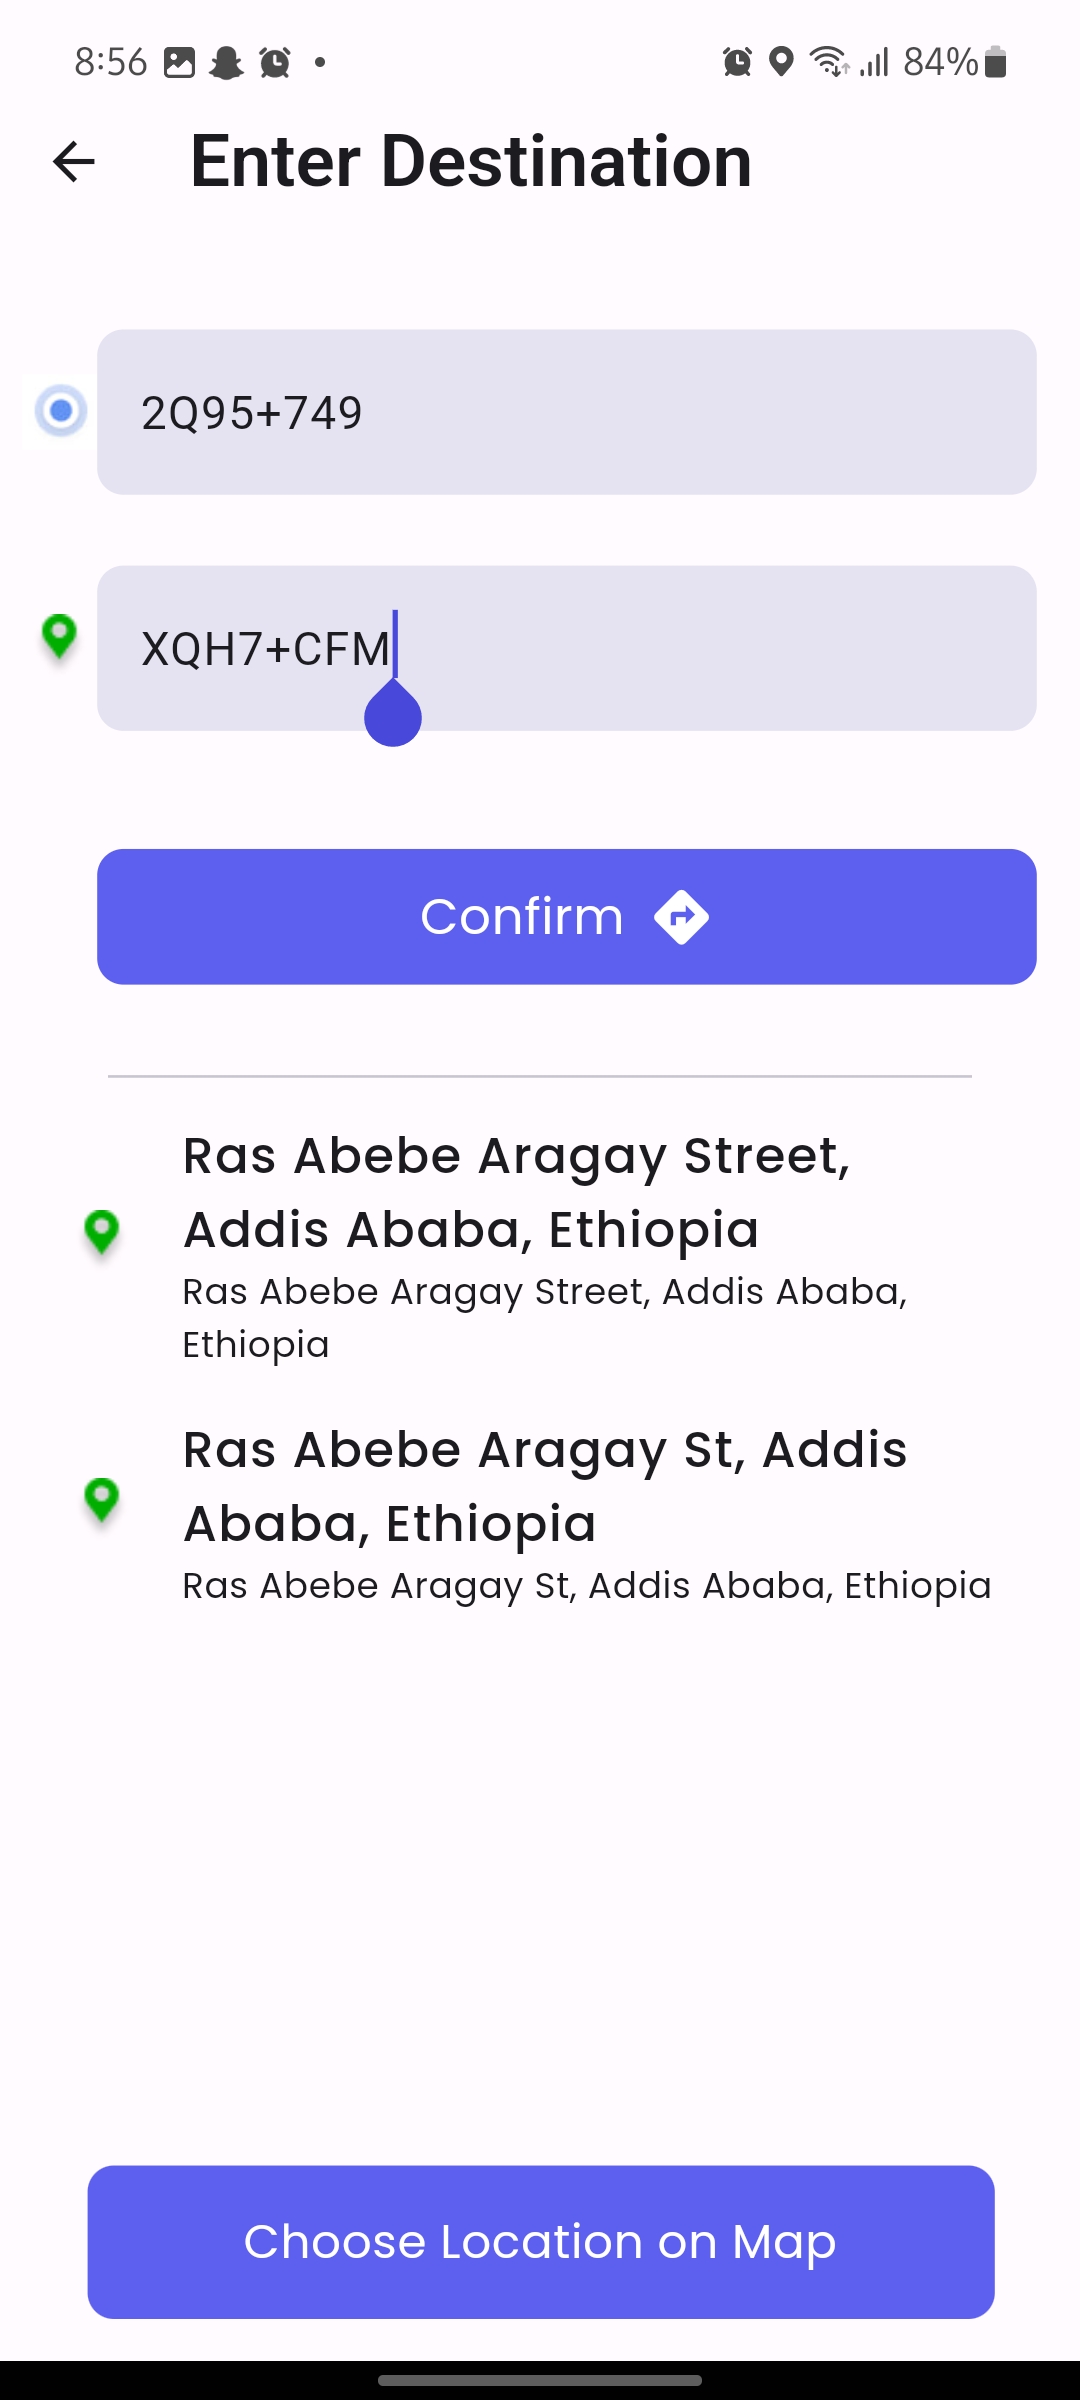 8:56
84%
Enter Destination
2Q95+749
XQH7+CFM
Confirm
Ras Abebe Aragay Street,
Addis Ababa, Ethiopia
Ras Abebe Aragay Street, Addis Ababa,
Ethiopia
Ras Abebe Aragay St, Addis
Ababa, Ethiopia
Ras Abebe Aragay St, Addis Ababa, Ethiopia
Choose Location on Map